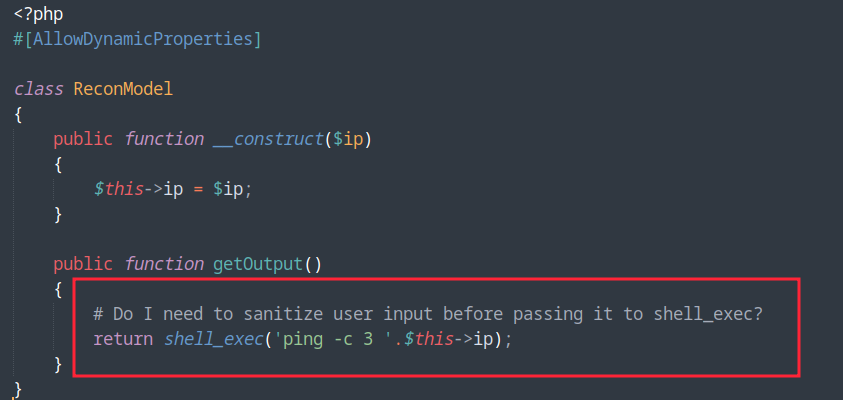 <?php
#[AllowDynamicProperties]
class ReconModel
{
public function __construct($ip)
{
$this->ip = $ip;
}
public function getOutput()
{
# Do I need to sanitize user input before passing it to shell_exec?
return shell_exec('ping -c 3 '.$this->ip);
}
}